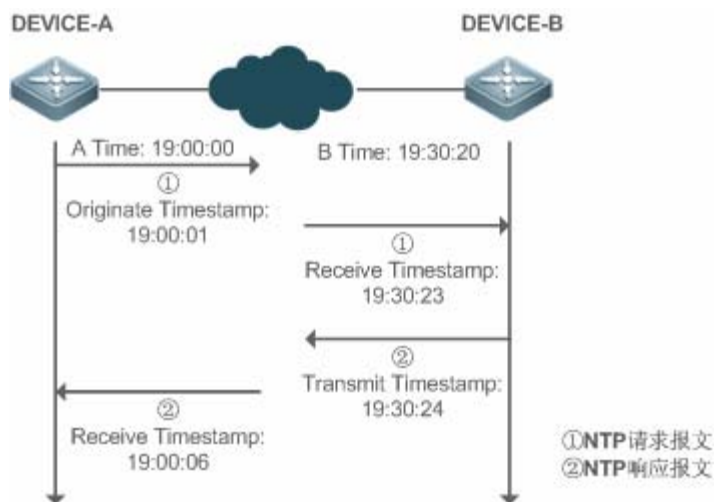 DEVICE-A
DEVICE-B
A Time: 19:00:00
B Time: 19:30:20
①
Originate Timestamp:
19:00:01
①
Receive Timestamp:
19:30:23
②
Transmit Timestamp:
19:30:24
②
Receive Timestamp:
19:00:06
①NTP请求报文
②NTP响应报文